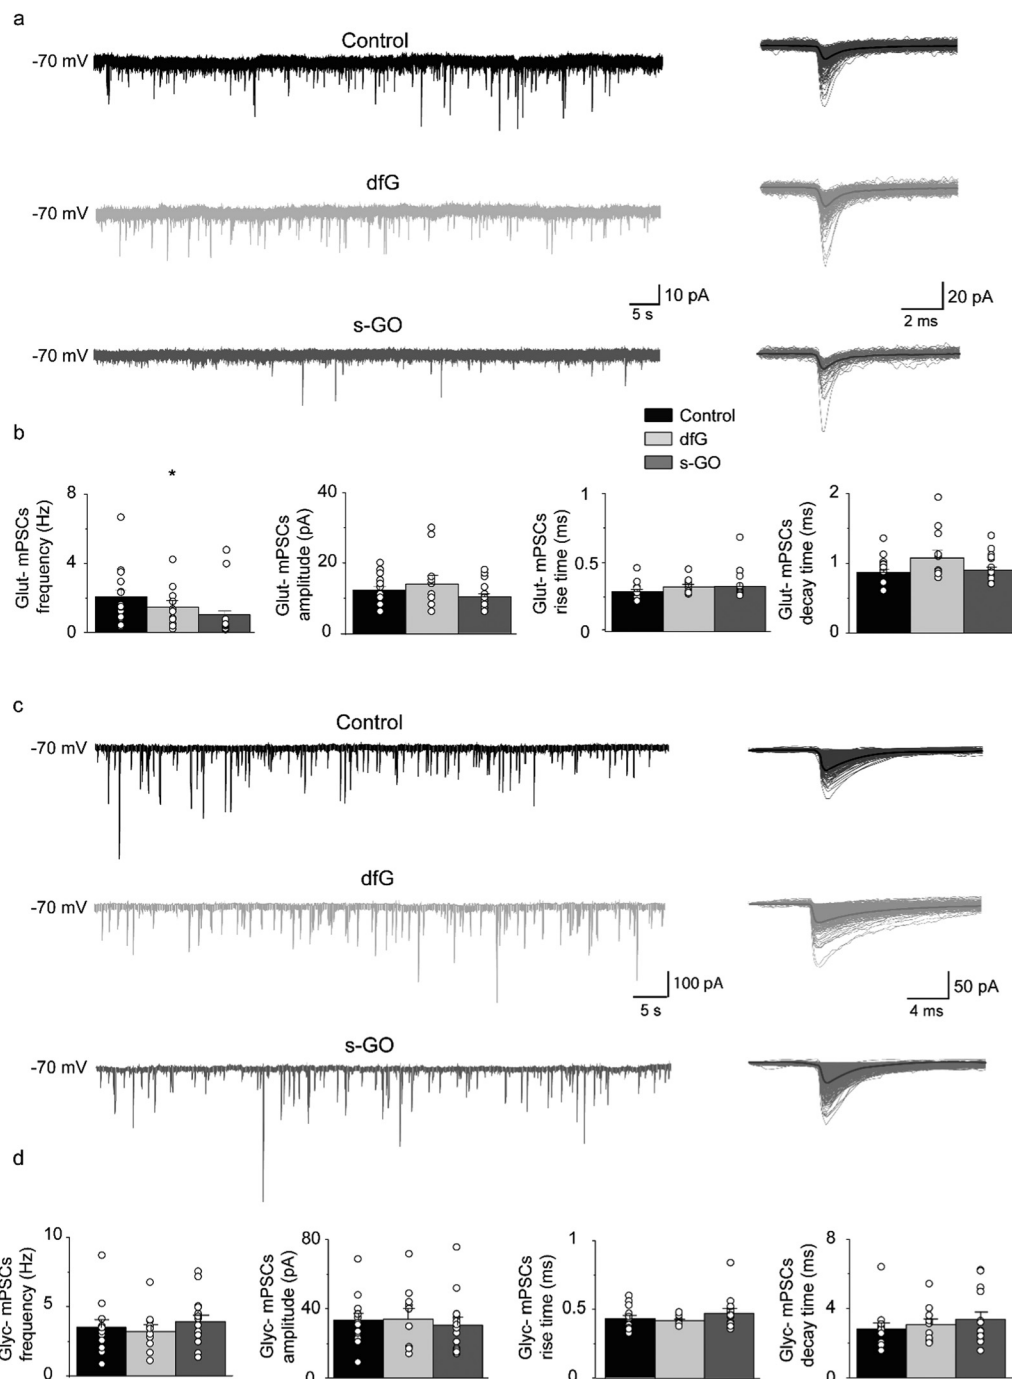 a
Control
-70 mV
dfG
-70 mV
10 pA
5 s
20 pA
2 ms
s-GO
-70 mV
Control
dfG
s-GO
b
*
Glut- mPSCs
frequency (Hz)
8
4
0
Glut- mPSCs
amplitude (pA)
40
20
0
Glut- mPSCs
rise time (ms)
1
0.5
0
Glut- mPSCs
decay time (ms)
2
1
0
c
Control
-70 mV
dfG
-70 mV
100 pA
5 s
50 pA
4 ms
s-GO
-70 mV
d
Glyc- mPSCs
frequency (Hz)
10
5
0
Glyc- mPSCs
amplitude (pA)
80
40
0
Glyc- mPSCs
rise time (ms)
1
0.5
0
Glyc- mPSCs
decay time (ms)
8
4
0